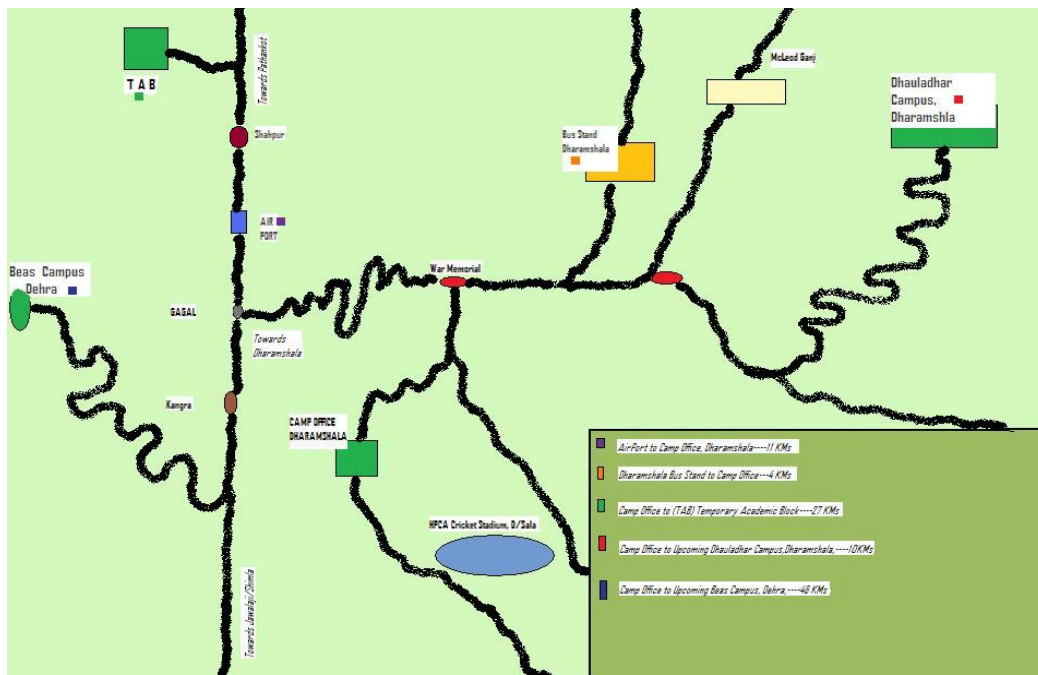 McLeod Ganj
Dhauladhar
Campus,
Dharamshla
T A B
Towards Pathankot
Shahpur
Bus Stand
Dharamshala
AIR
PORT
Beas Campus
Dehra
War Memorial
GAGAL
Towards
Dharamshala
Kangra
CAMP OFFICE
DHARAMSHALA
HPCA Cricket Stadium, D/Sala
Towards Jawalaji/Shimla
AirPort to Camp Office, Dharamshala----11 KMs
Dharamshala Bus Stand to Camp Office---4 KMs
Camp Office to (TAB) Temporary Academic Block----27 KMs
Camp Office to Upcoming Dhauladhar Campus,Dharamshala,----10KMs
Camp Office to Upcoming Beas Campus, Dehra,----48 KMs